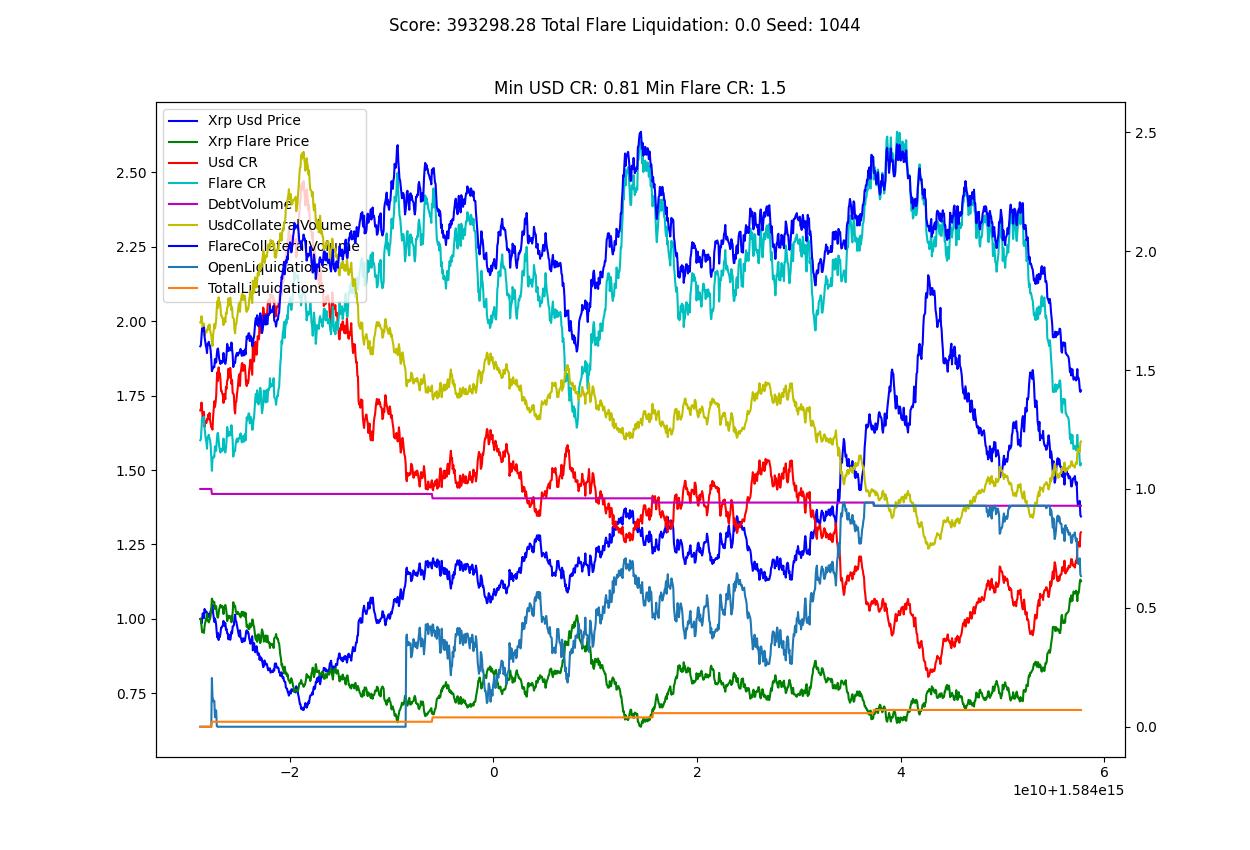 Score: 393298.28 Total Flare Liquidation: 0.0 Seed: 1044
Min USD CR: 0.81 Min Flare CR: 1.5
Xrp Usd Price
Xrp Flare Price
Usd CR
Flare CR
DebtVolume
UsdCollateralVolume
FlareCollateralVolume
OpenLiquidations
TotalLiquidations
2.50
2.25
2.00
1.75
1.50
1.25
1.00
0.75
2.5
2.0
1.5
1.0
0.5
0.0
−2
0
2
4
6
1e10+1.584e15